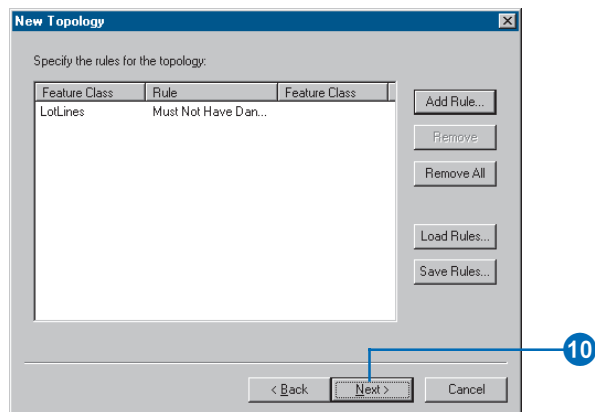 New Topology
Specify the rules for the topology:
Feature Class Rule Feature Class
LotLines Must Not Have Dan...
Add Rule...
Remove
Remove All
Load Rules...
Save Rules...
< Back Next > Cancel
10